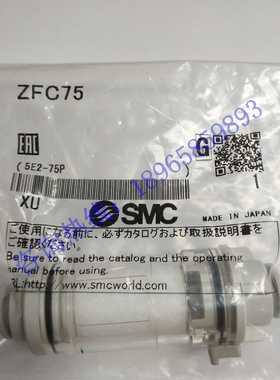 ZFC75
G
EAC
( 5E2-75P )
XU
1
SMC
MADE IN JAPAN
ご使用になる前に、必ずカタログおよび取扱説明書を
ご確認ください。
Be sure to read the catalog and the operating
manual before using.
URL:http://www.smcworld.com
18965859893